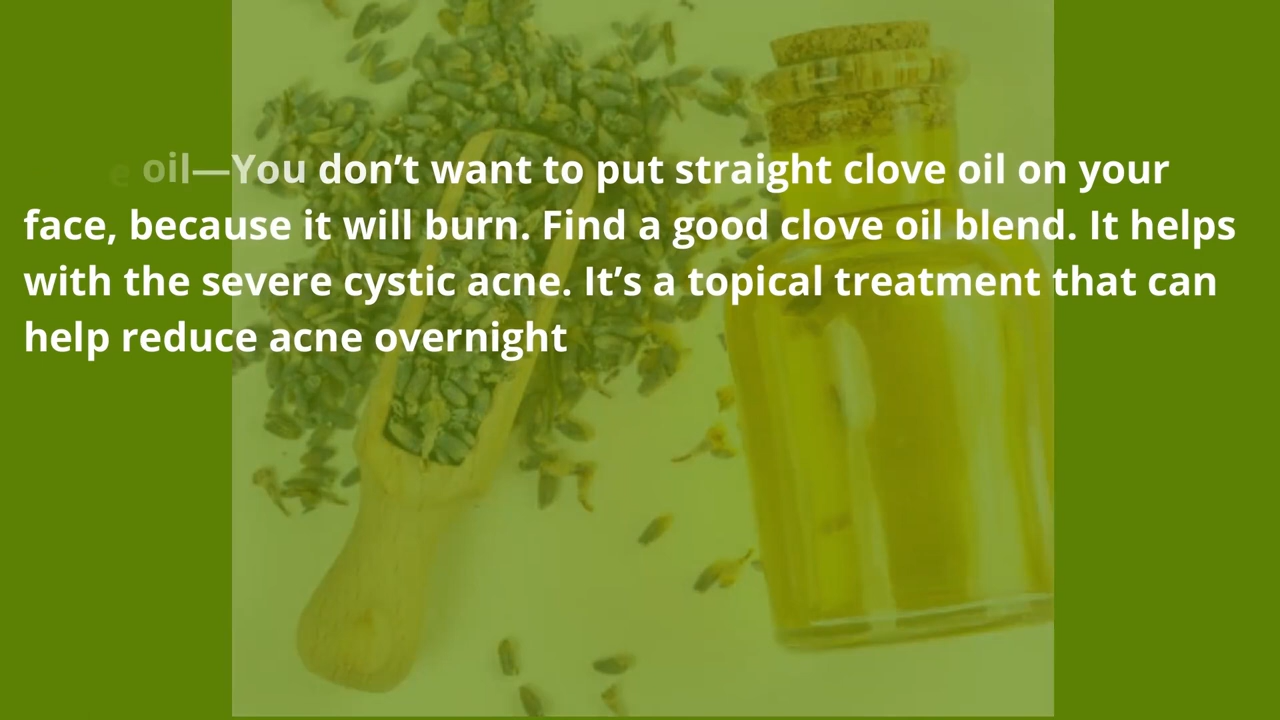 e oil—You don’t want to put straight clove oil on your
face, because it will burn. Find a good clove oil blend. It helps
with the severe cystic acne. It’s a topical treatment that can
help reduce acne overnight